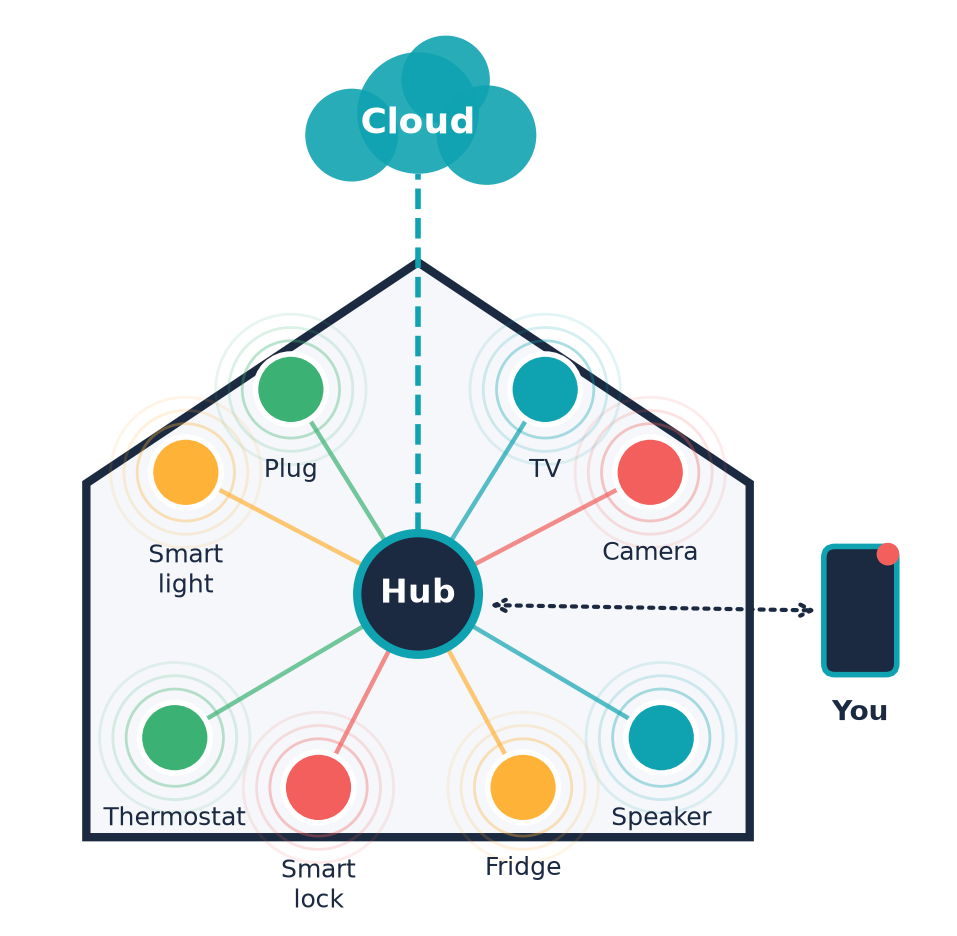 Cloud
Plug
TV
Smart
light
Camera
Hub
You
Thermostat
Speaker
Smart
lock
Fridge